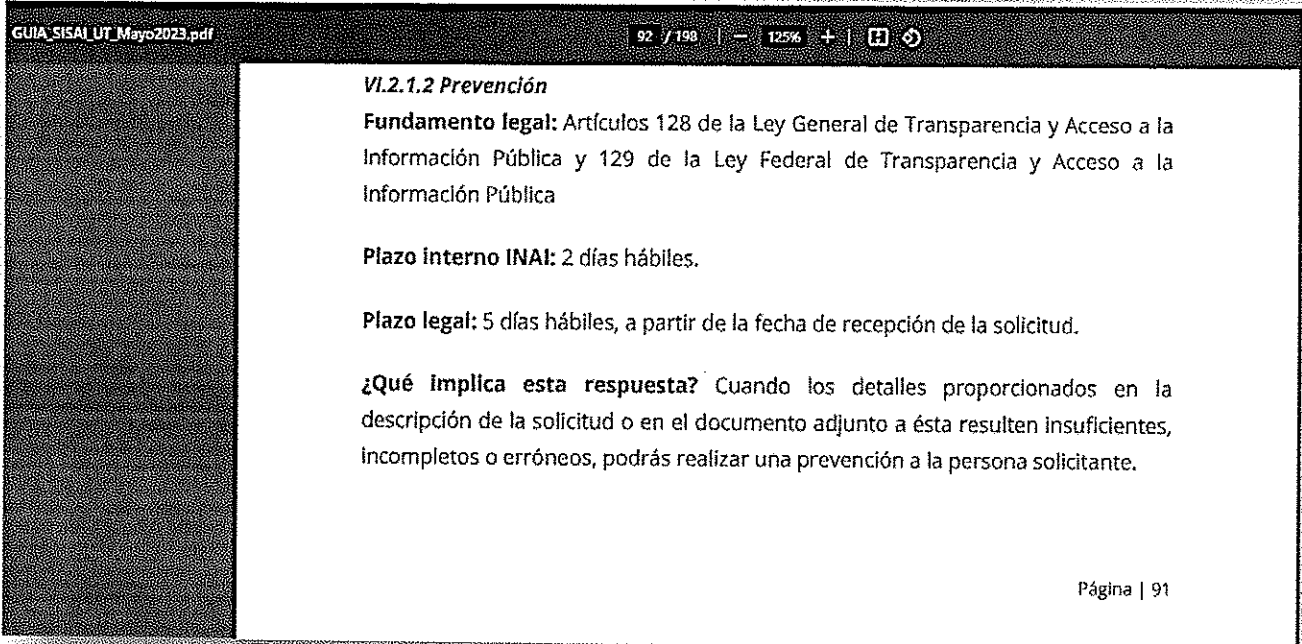 GUIA_SISAI_UT_Mayo2023.pdf
92 / 198 | − 125% + |
VI.2.1.2 Prevención
Fundamento legal: Artículos 128 de la Ley General de Transparencia y Acceso a la
Información Pública y 129 de la Ley Federal de Transparencia y Acceso a la
Información Pública
Plazo interno INAI: 2 días hábiles.
Plazo legal: 5 días hábiles, a partir de la fecha de recepción de la solicitud.
¿Qué implica esta respuesta? Cuando los detalles proporcionados en la
descripción de la solicitud o en el documento adjunto a ésta resulten insuficientes,
incompletos o erróneos, podrás realizar una prevención a la persona solicitante.
Página | 91